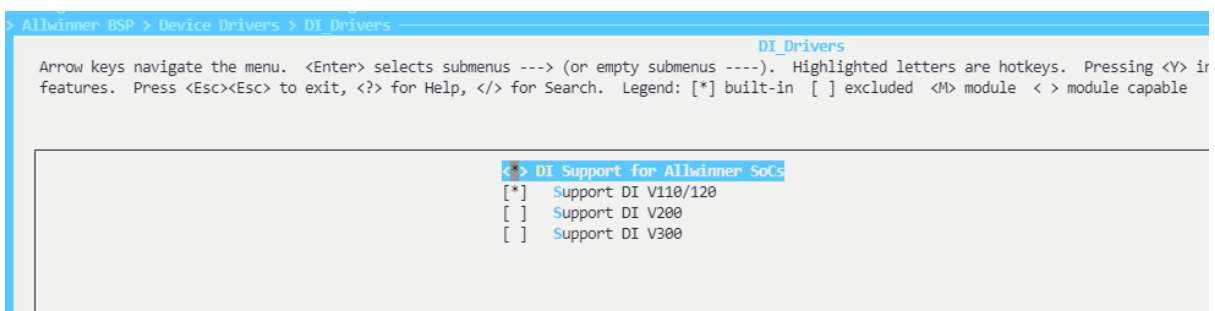 > Allwinner BSP > Device Drivers > DI_Drivers
DI_Drivers
Arrow keys navigate the menu.  <Enter> selects submenus ---> (or empty submenus ----).  Highlighted letters are hotkeys.  Pressing <Y> in
features.  Press <Esc><Esc> to exit, <?> for Help, </> for Search.  Legend: [*] built-in  [ ] excluded  <M> module  < > module capable
<*> DI Support for Allwinner SoCs
[*]   Support DI V110/120
[ ]   Support DI V200
[ ]   Support DI V300